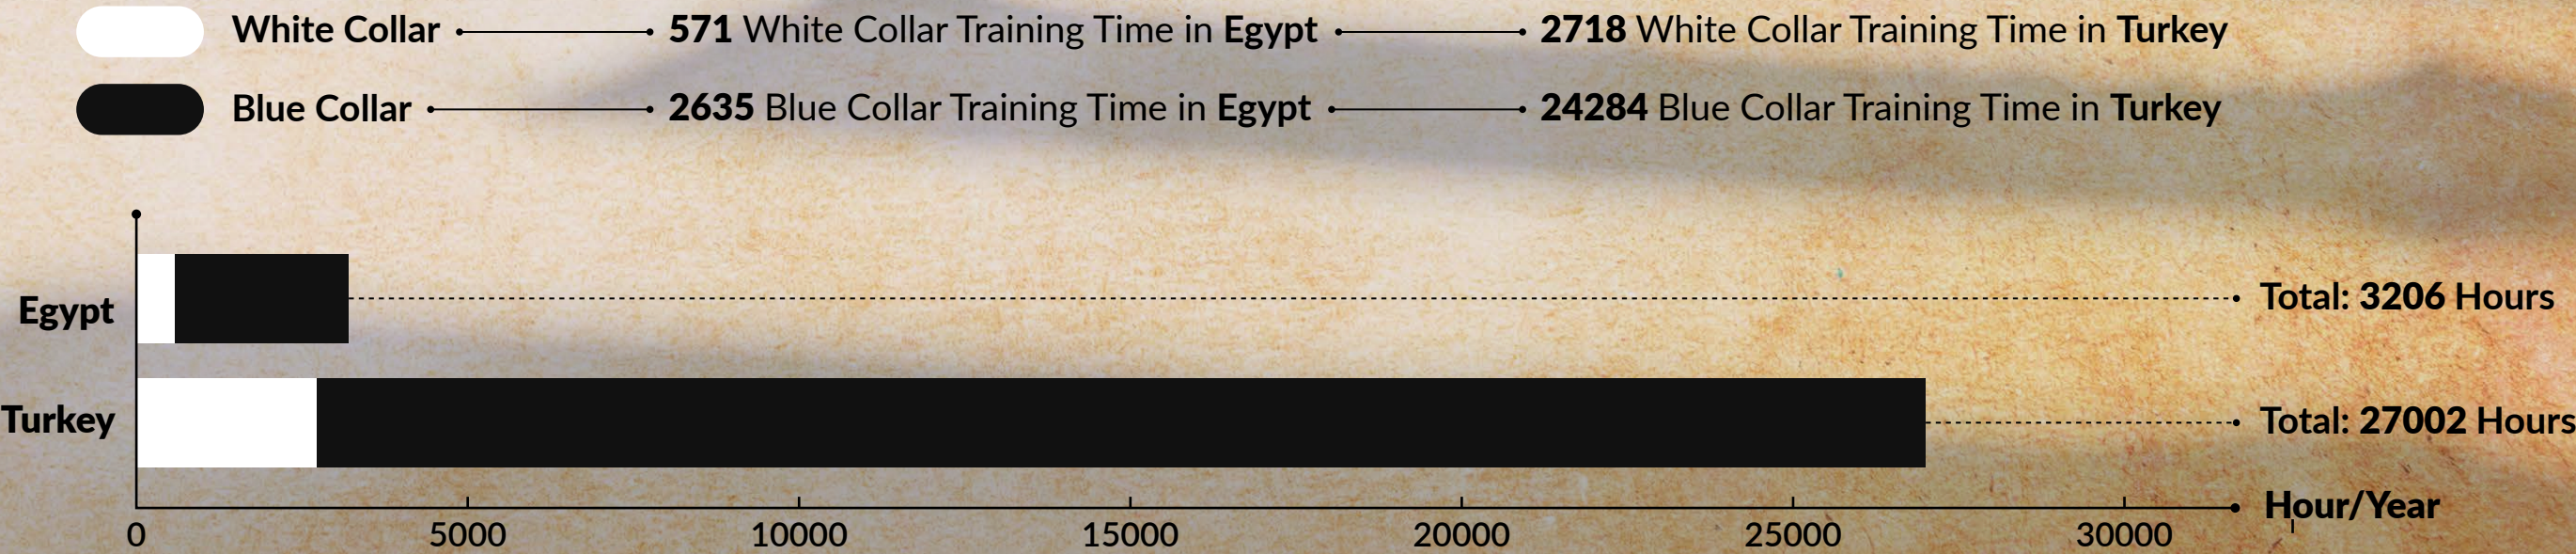 White Collar 571 White Collar Training Time in Egypt 2718 White Collar Training Time in Turkey
Blue Collar 2635 Blue Collar Training Time in Egypt 24284 Blue Collar Training Time in Turkey
Egypt Total: 3206 Hours
Turkey Total: 27002 Hours
Hour/Year
0 5000 10000 15000 20000 25000 30000